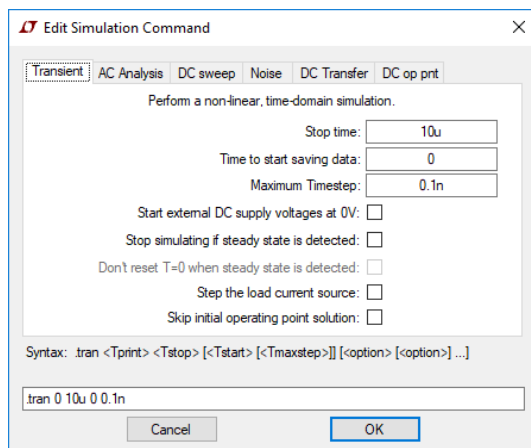 Edit Simulation Command
Transient AC Analysis DC sweep Noise DC Transfer DC op pnt
Perform a non-linear, time-domain simulation.
Stop time: 10u
Time to start saving data: 0
Maximum Timestep: 0.1n
Start external DC supply voltages at 0V:
Stop simulating if steady state is detected:
Don't reset T=0 when steady state is detected:
Step the load current source:
Skip initial operating point solution:
Syntax: .tran <Tprint> <Tstop> [<Tstart> [<Tmaxstep>]] [<option> [<option>] ...]
.tran 0 10u 0 0.1n
Cancel OK